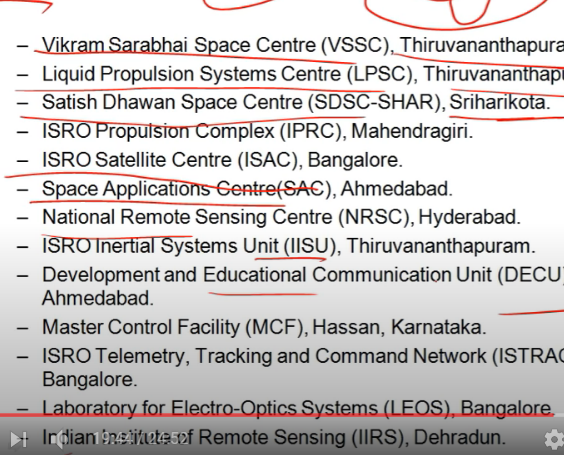 – Vikram Sarabhai Space Centre (VSSC), Thiruvananthapura
– Liquid Propulsion Systems Centre (LPSC), Thiruvananthapu
– Satish Dhawan Space Centre (SDSC-SHAR), Sriharikota.
– ISRO Propulsion Complex (IPRC), Mahendragiri.
– ISRO Satellite Centre (ISAC), Bangalore.
– Space Applications Centre(SAC), Ahmedabad.
– National Remote Sensing Centre (NRSC), Hyderabad.
– ISRO Inertial Systems Unit (IISU), Thiruvananthapuram.
– Development and Educational Communication Unit (DECU)
Ahmedabad.
– Master Control Facility (MCF), Hassan, Karnataka.
– ISRO Telemetry, Tracking and Command Network (ISTRAC
Bangalore.
– Laboratory for Electro-Optics Systems (LEOS), Bangalore.
– Indian Institute of Remote Sensing (IIRS), Dehradun.
19:44 / 24:52